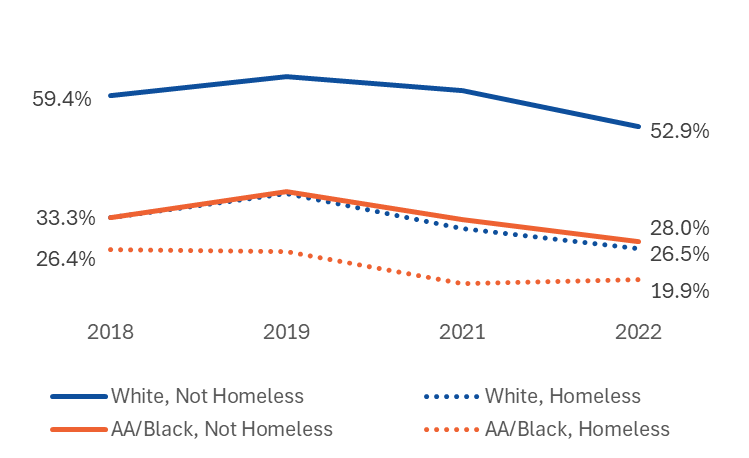 59.4%
52.9%
33.3%
28.0%
26.5%
26.4%
19.9%
2018 2019 2021 2022
White, Not Homeless White, Homeless
AA/Black, Not Homeless AA/Black, Homeless